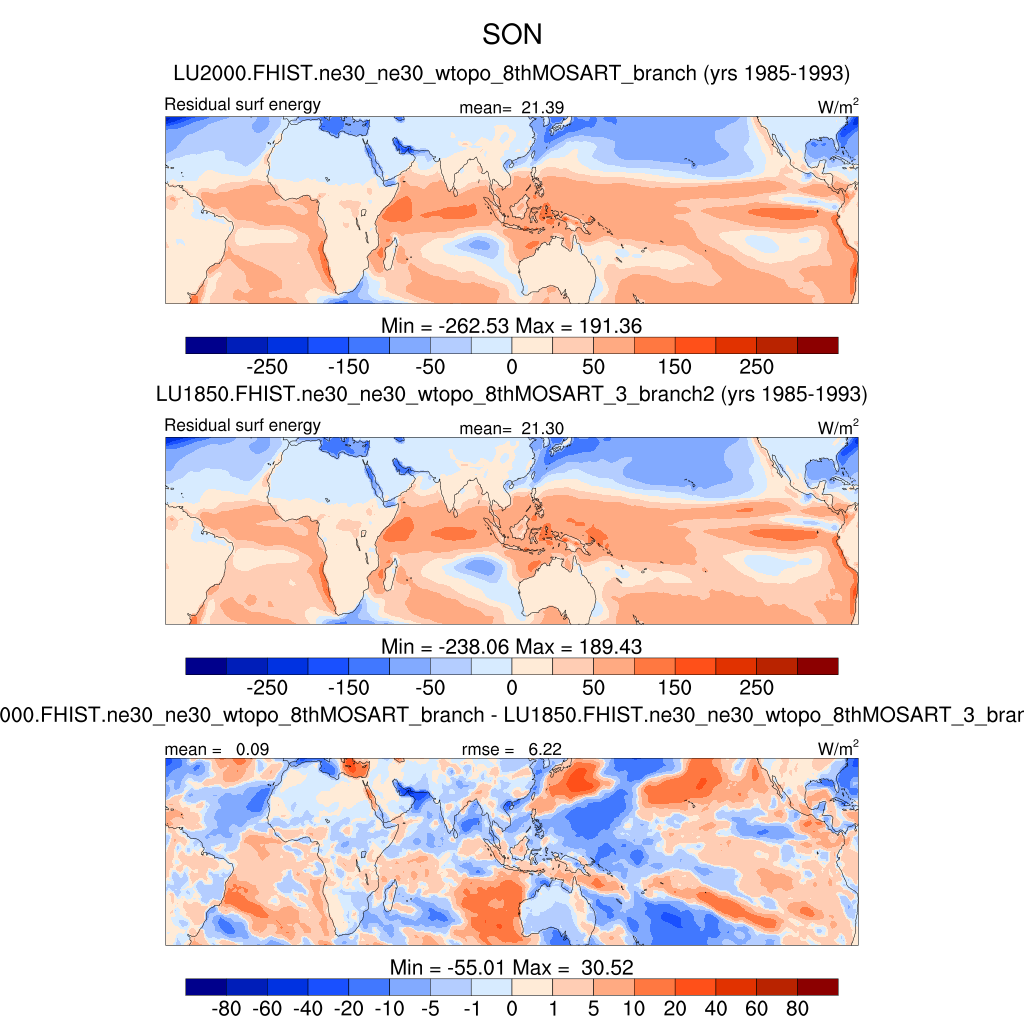 SON
LU2000.FHIST.ne30_ne30_wtopo_8thMOSART_branch (yrs 1985-1993)
Residual surf energy mean= 21.39 W/m²
Min = -262.53 Max = 191.36
-250 -150 -50 0 50 150 250
LU1850.FHIST.ne30_ne30_wtopo_8thMOSART_3_branch2 (yrs 1985-1993)
Residual surf energy mean= 21.30 W/m²
Min = -238.06 Max = 189.43
-250 -150 -50 0 50 150 250
000.FHIST.ne30_ne30_wtopo_8thMOSART_branch - LU1850.FHIST.ne30_ne30_wtopo_8thMOSART_3_bran
mean = 0.09 rmse = 6.22 W/m²
Min = -55.01 Max = 30.52
-80 -60 -40 -20 -10 -5 -1 0 1 5 10 20 40 60 80